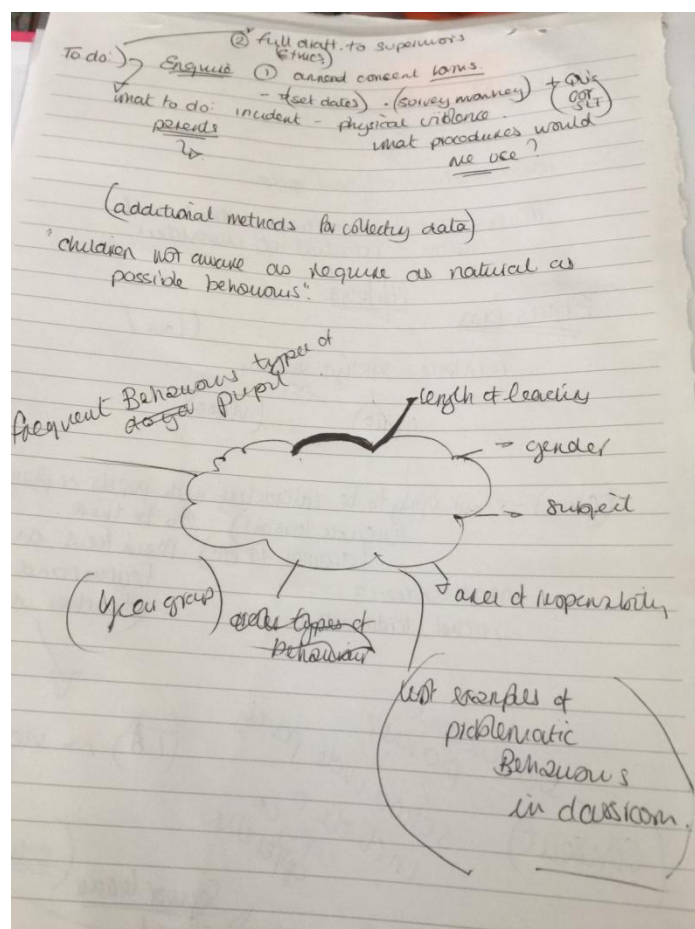 ② full draft to supervisors
(Ethics)
To do:
Enquire ① amend consent forms.
- (set dates) . (survey monkey) + Qu's
for
SLT
what to do: incident - physical violence.
parents
what procedures would
we use?
(additional methods for collecting data)
"children not aware as require as natural as
possible behaviours".
frequent Behaviours types of
pupil
length of teaching
gender
subject
area of responsibility
(year group)
types of
behaviour
list examples of
problematic
Behaviours
in classroom.